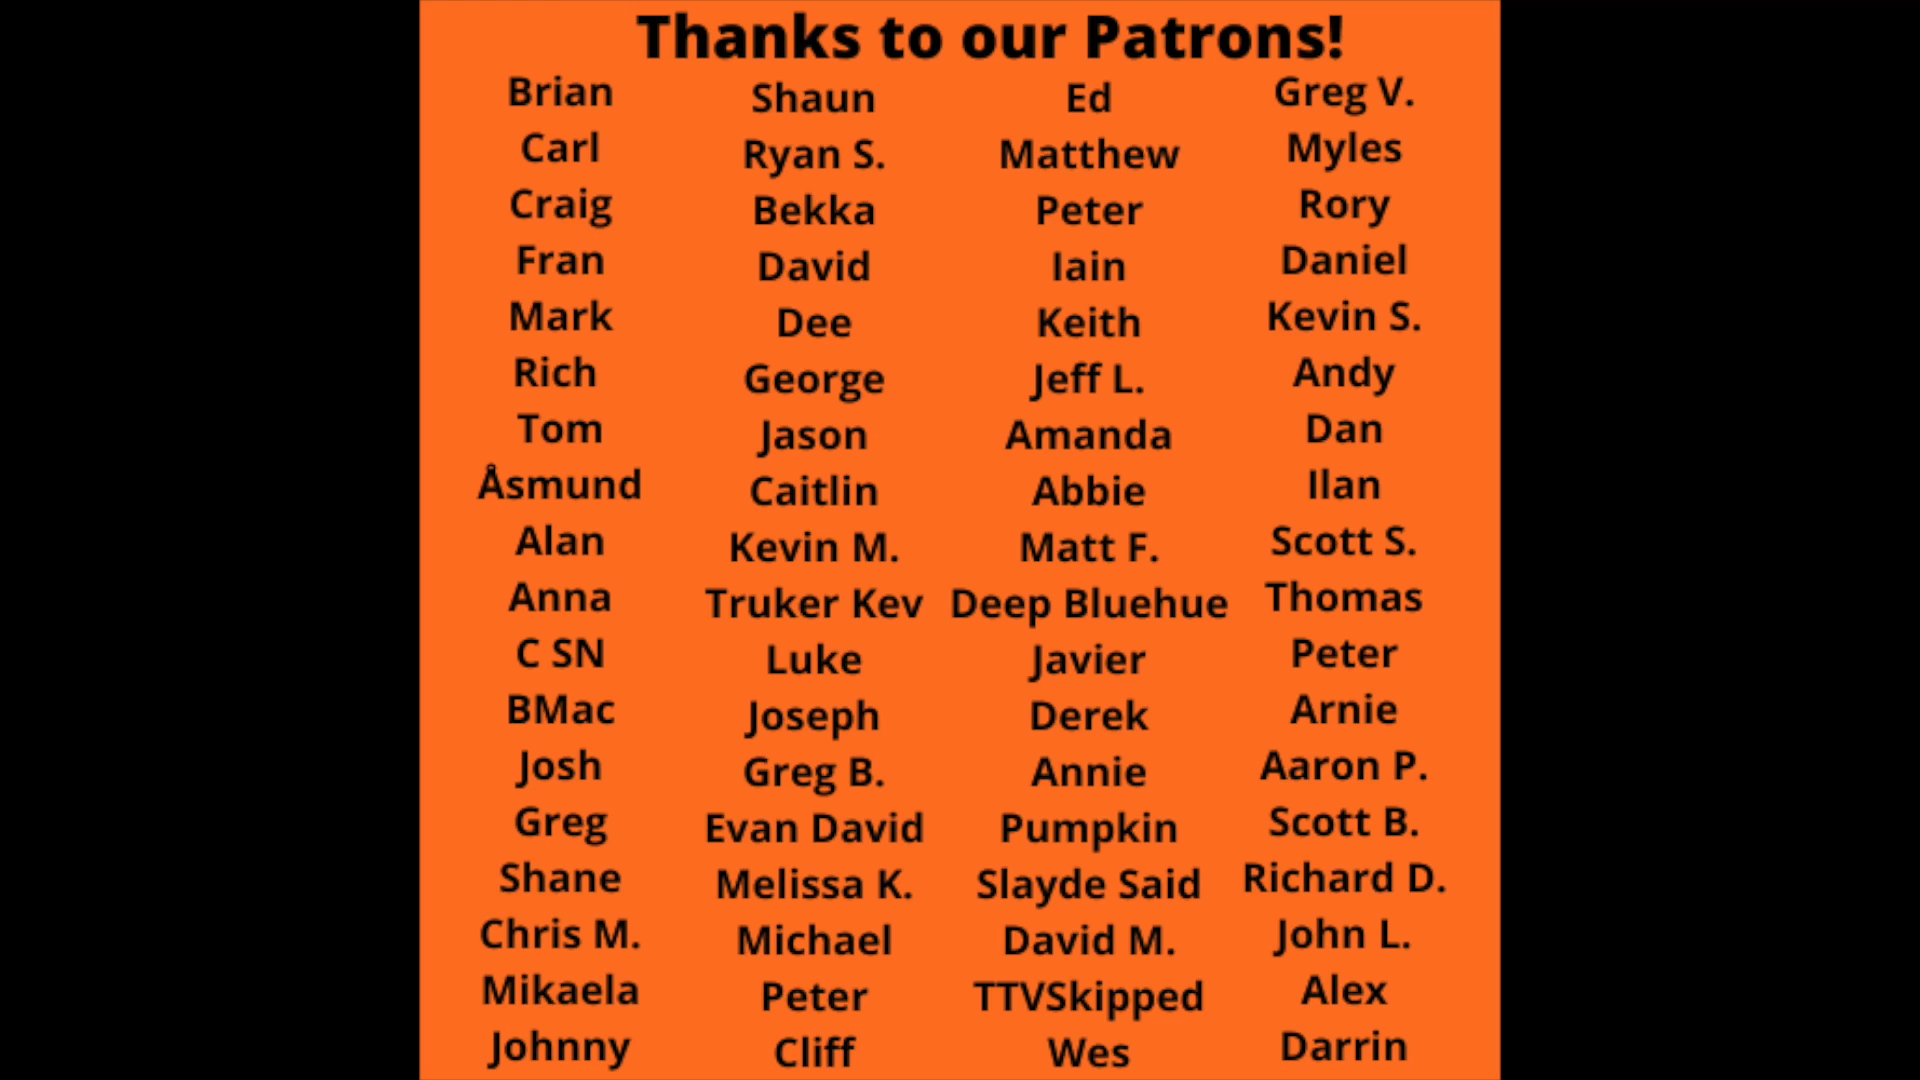 Thanks to our Patrons!
Brian
Carl
Craig
Fran
Mark
Rich
Tom
Åsmund
Alan
Anna
C SN
BMac
Josh
Greg
Shane
Chris M.
Mikaela
Johnny
Shaun
Ryan S.
Bekka
David
Dee
George
Jason
Caitlin
Kevin M.
Truker Kev
Luke
Joseph
Greg B.
Evan David
Melissa K.
Michael
Peter
Cliff
Ed
Matthew
Peter
Iain
Keith
Jeff L.
Amanda
Abbie
Matt F.
Deep Bluehue
Javier
Derek
Annie
Pumpkin
Slayde Said
David M.
TTVSkipped
Wes
Greg V.
Myles
Rory
Daniel
Kevin S.
Andy
Dan
Ilan
Scott S.
Thomas
Peter
Arnie
Aaron P.
Scott B.
Richard D.
John L.
Alex
Darrin